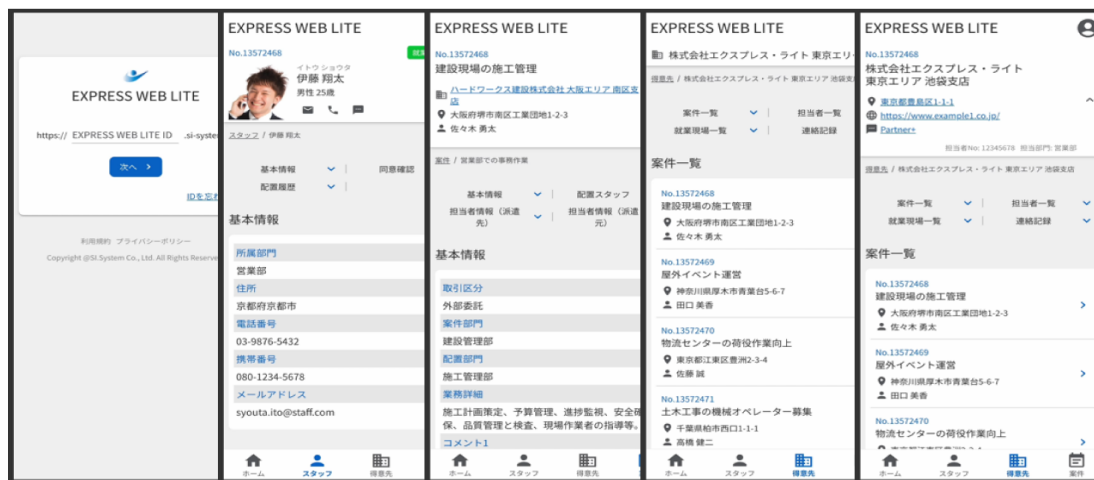 EXPRESS WEB LITE
https:// EXPRESS WEB LITE ID .si-syste
次へ
IDを忘れ
利用規約 プライバシーポリシー
Copyright @SI System Co., Ltd. All Rights Reserve
EXPRESS WEB LITE
No.13572468
イトウ ショウタ
伊藤 翔太
男性 25歳
スタッフ / 伊藤 翔太
基本情報
同意確認
配置履歴
基本情報
所属部門
営業部
住所
京都府京都市
電話番号
03-9876-5432
携帯番号
080-1234-5678
メールアドレス
syouta.ito@staff.com
ホーム
スタッフ
得意先
EXPRESS WEB LITE
No.13572468
建設現場の施工管理
ハードワークス建設株式会社 大阪エリア 南区支
店
大阪府堺市南区工業団地1-2-3
佐々木 勇太
案件 / 営業部での事務作業
基本情報
配置スタッフ
担当者情報（派遣
先）
担当者情報（派遣
元）
基本情報
取引区分
外部委託
案件部門
建設管理部
配置部門
施工管理部
業務詳細
施工計画策定、予算管理、進捗監視、安全確
保、品質管理と検査、現場作業者の指導等。
コメント1
ホーム
スタッフ
得意先
EXPRESS WEB LITE
株式会社エクスプレス・ライト 東京エリ
得意先 / 株式会社エクスプレス・ライト 東京エリア 池袋支
案件一覧
担当者一
就業現場一覧
連絡記録
案件一覧
No.13572468
建設現場の施工管理
大阪府堺市南区工業団地1-2-3
佐々木 勇太
No.13572469
屋外イベント運営
神奈川県厚木市青葉台5-6-7
田口 美香
No.13572470
物流センターの荷役作業向上
東京都江東区豊洲2-3-4
佐藤 誠
No.13572471
土木工事の機械オペレーター募集
千葉県柏市西口1-1-1
高橋 健二
ホーム
スタッフ
得意先
EXPRESS WEB LITE
No.13572468
株式会社エクスプレス・ライト
東京エリア 池袋支店
東京都豊島区1-1-1
https://www.example1.co.jp/
Partner+
担当者No: 12345678 担当部門: 営業部
得意先 / 株式会社エクスプレス・ライト 東京エリア 池袋支店
案件一覧
担当者一覧
就業現場一覧
連絡記録
案件一覧
No.13572468
建設現場の施工管理
大阪府堺市南区工業団地1-2-3
佐々木 勇太
No.13572469
屋外イベント運営
神奈川県厚木市青葉台5-6-7
田口 美香
No.13572470
物流センターの荷役作業向上
ホーム
スタッフ
得意先
案件